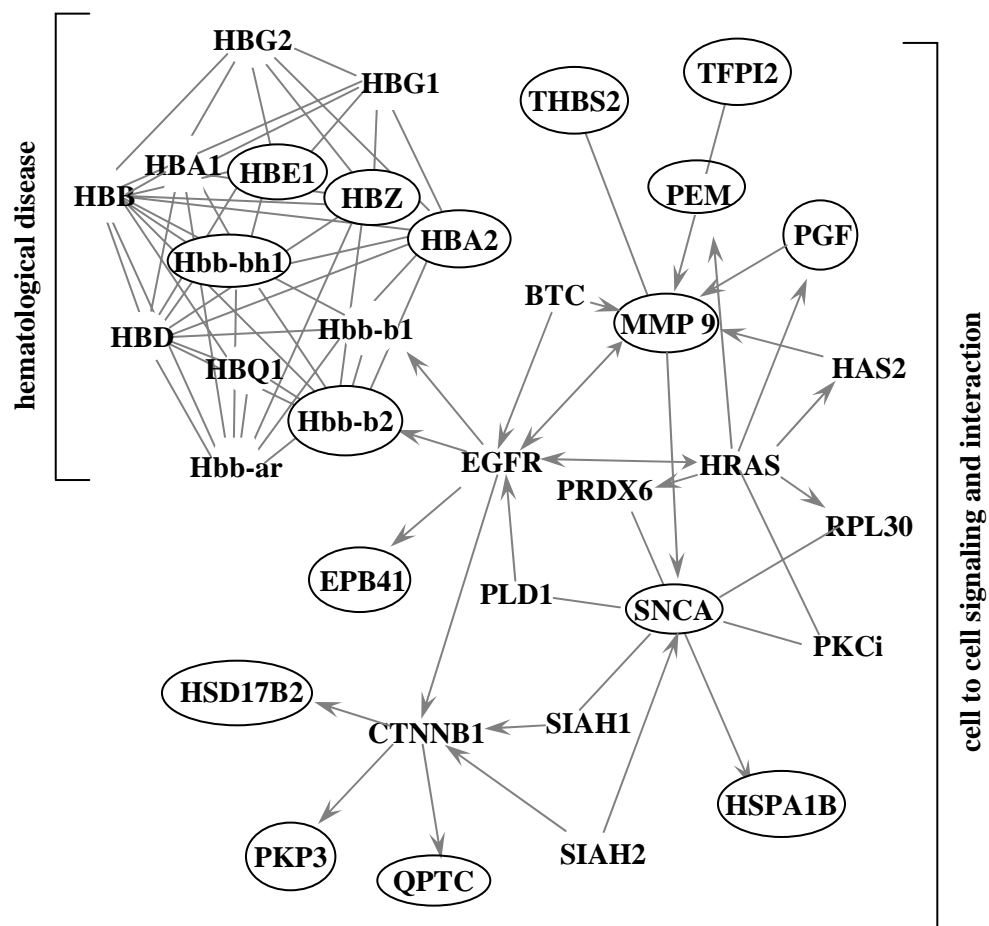 HBG2
HBG1
TFPI2
THBS2
HBA1
HBE1
HBB
HBZ
PEM
PGF
HBA2
Hbb-bh1
BTC
MMP 9
Hbb-b1
HBD
HBQ1
HAS2
Hbb-b2
Hbb-ar
EGFR
HRAS
PRDX6
RPL30
EPB41
PLD1
SNCA
PKCi
HSD17B2
SIAH1
CTNNB1
HSPA1B
PKP3
SIAH2
QPTC
hematological disease
cell to cell signaling and interaction